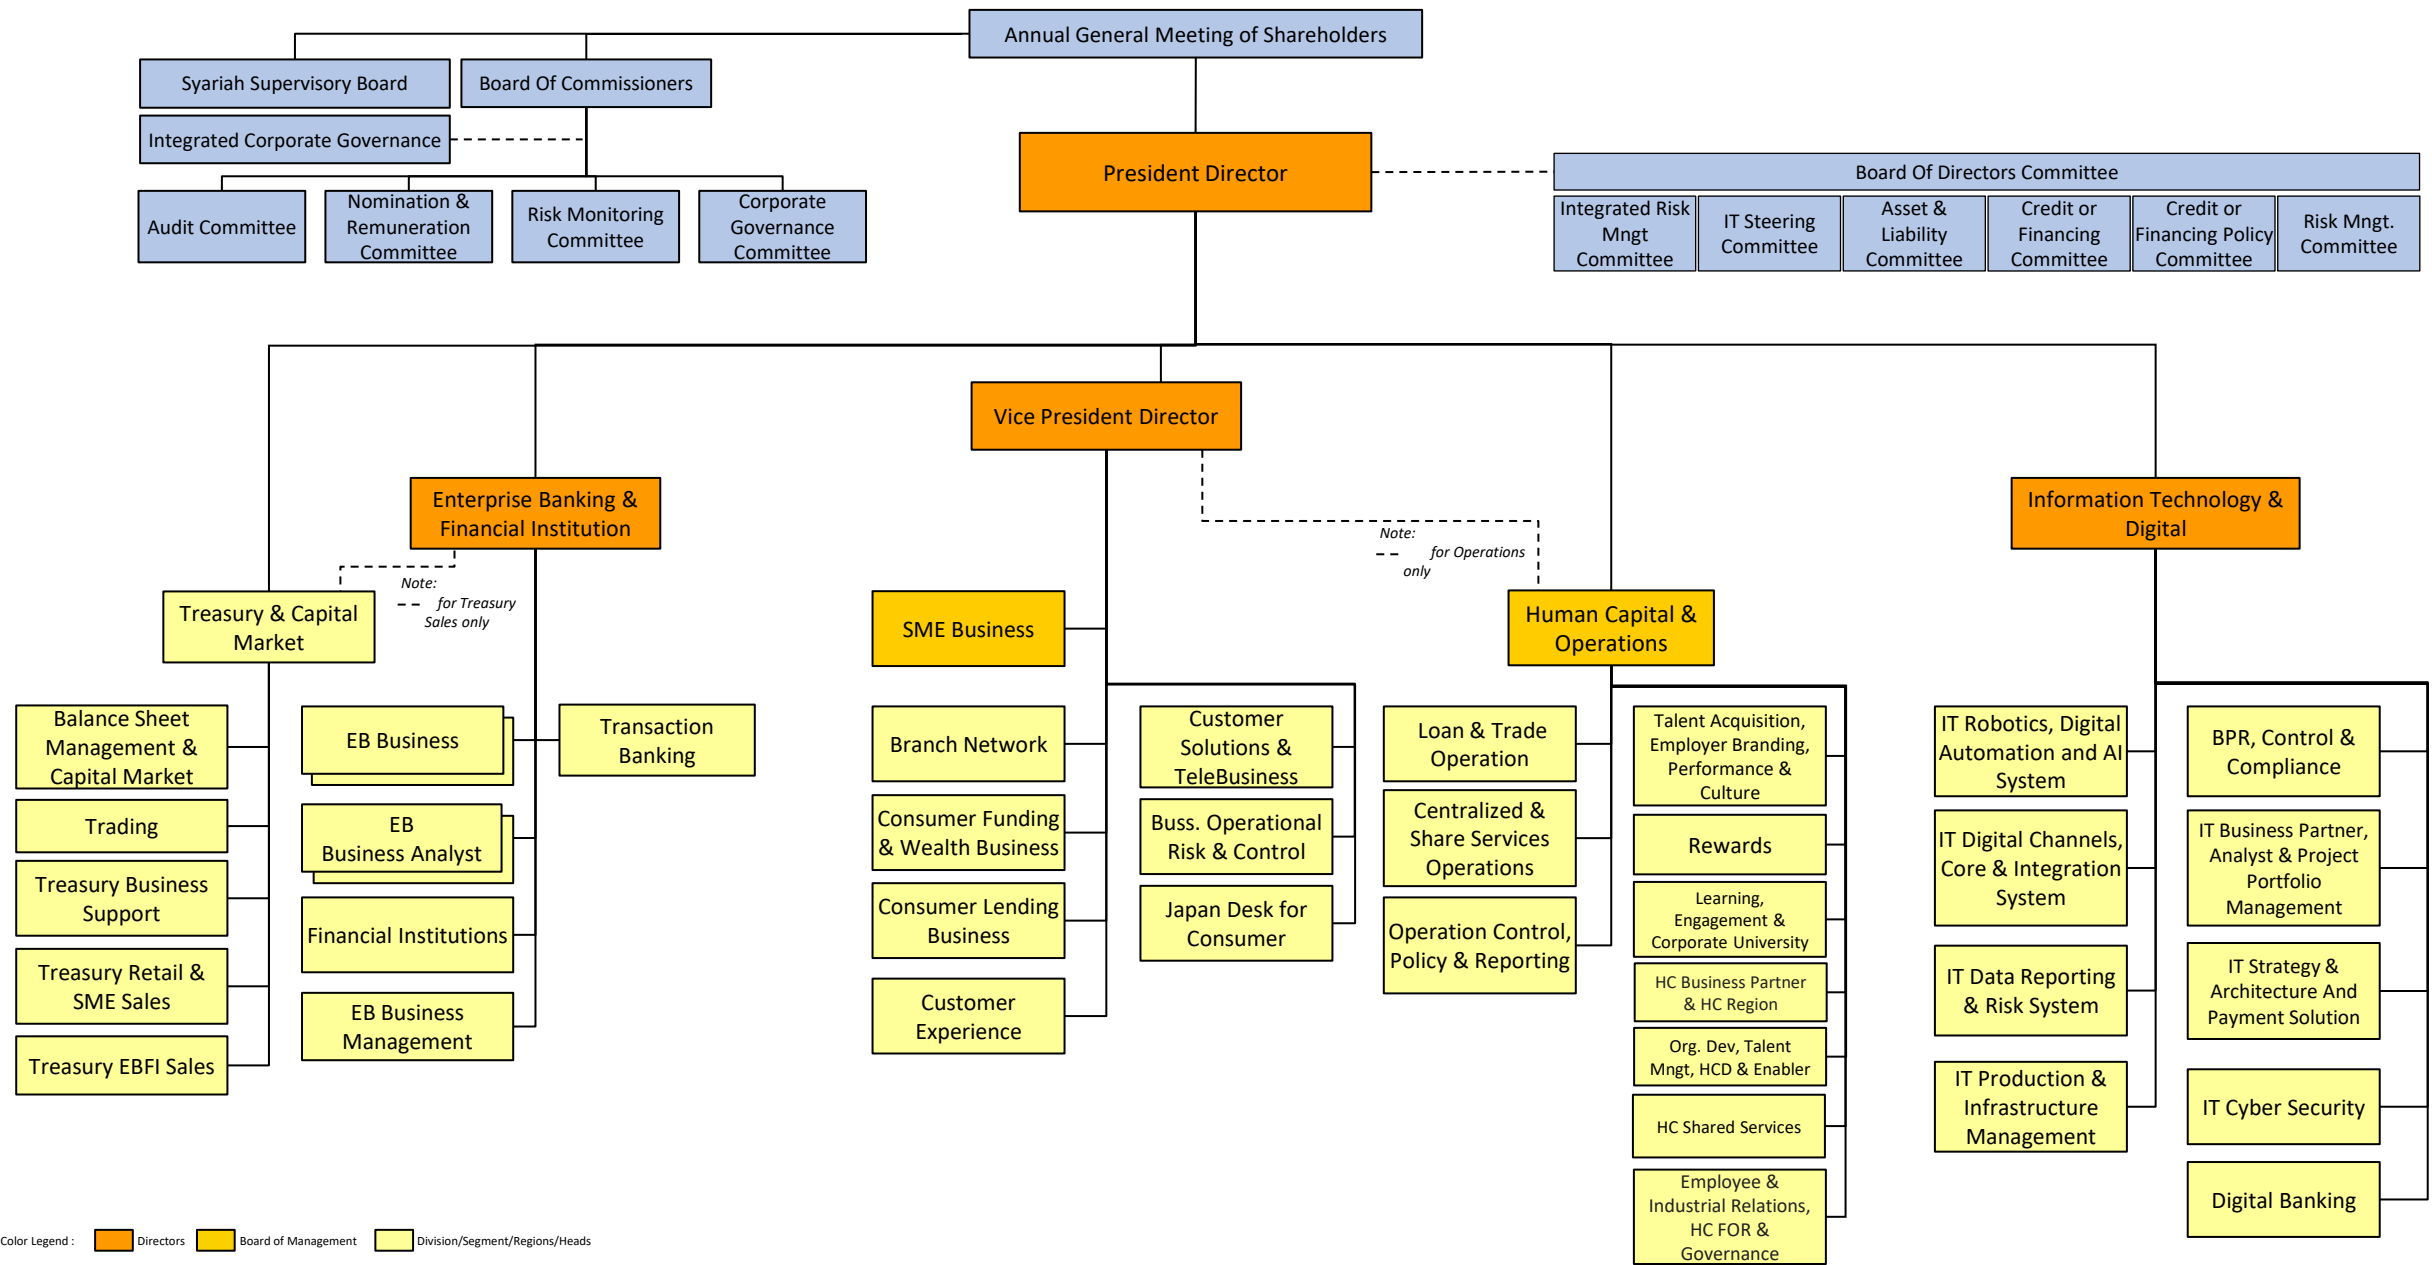 Annual General Meeting of Shareholders
Syariah Supervisory Board
Board Of Commissioners
Integrated Corporate Governance
President Director
Board Of Directors Committee
Audit Committee
Nomination &
Remuneration
Committee
Risk Monitoring
Committee
Corporate
Governance
Committee
Integrated Risk
Mngt
Committee
IT Steering
Committee
Asset &
Liability
Committee
Credit or
Financing
Committee
Credit or
Financing Policy
Committee
Risk Mngt.
Committee
Vice President Director
Enterprise Banking &
Financial Institution
Information Technology &
Digital
Note:
for Treasury
Sales only
Note:
for Operations
only
Treasury & Capital
Market
SME Business
Human Capital &
Operations
Balance Sheet
Management &
Capital Market
Trading
Treasury Business
Support
Treasury Retail &
SME Sales
Treasury EBFI Sales
EB Business
EB
Business Analyst
Financial Institutions
EB Business
Management
Transaction
Banking
Branch Network
Consumer Funding
& Wealth Business
Consumer Lending
Business
Customer
Experience
Customer
Solutions &
TeleBusiness
Buss. Operational
Risk & Control
Japan Desk for
Consumer
Loan & Trade
Operation
Centralized &
Share Services
Operations
Operation Control,
Policy & Reporting
Talent Acquisition,
Employer Branding,
Performance &
Culture
Rewards
Learning,
Engagement &
Corporate University
HC Business Partner
& HC Region
Org. Dev, Talent
Mngt, HCD & Enabler
HC Shared Services
Employee &
Industrial Relations,
HC FOR &
Governance
IT Robotics, Digital
Automation and AI
System
IT Digital Channels,
Core & Integration
System
IT Data Reporting
& Risk System
IT Production &
Infrastructure
Management
BPR, Control &
Compliance
IT Business Partner,
Analyst & Project
Portfolio
Management
IT Strategy &
Architecture And
Payment Solution
IT Cyber Security
Digital Banking
Color Legend :
Directors
Board of Management
Division/Segment/Regions/Heads